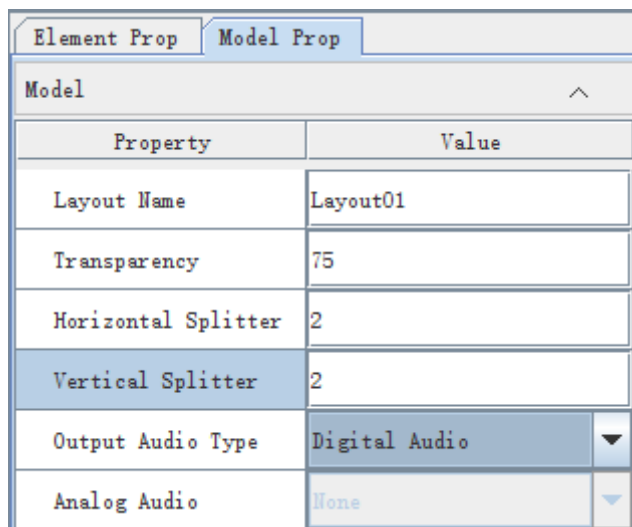 Element Prop Model Prop
Model
Property Value
Layout Name Layout01
Transparency 75
Horizontal Splitter 2
Vertical Splitter 2
Output Audio Type Digital Audio
Analog Audio None